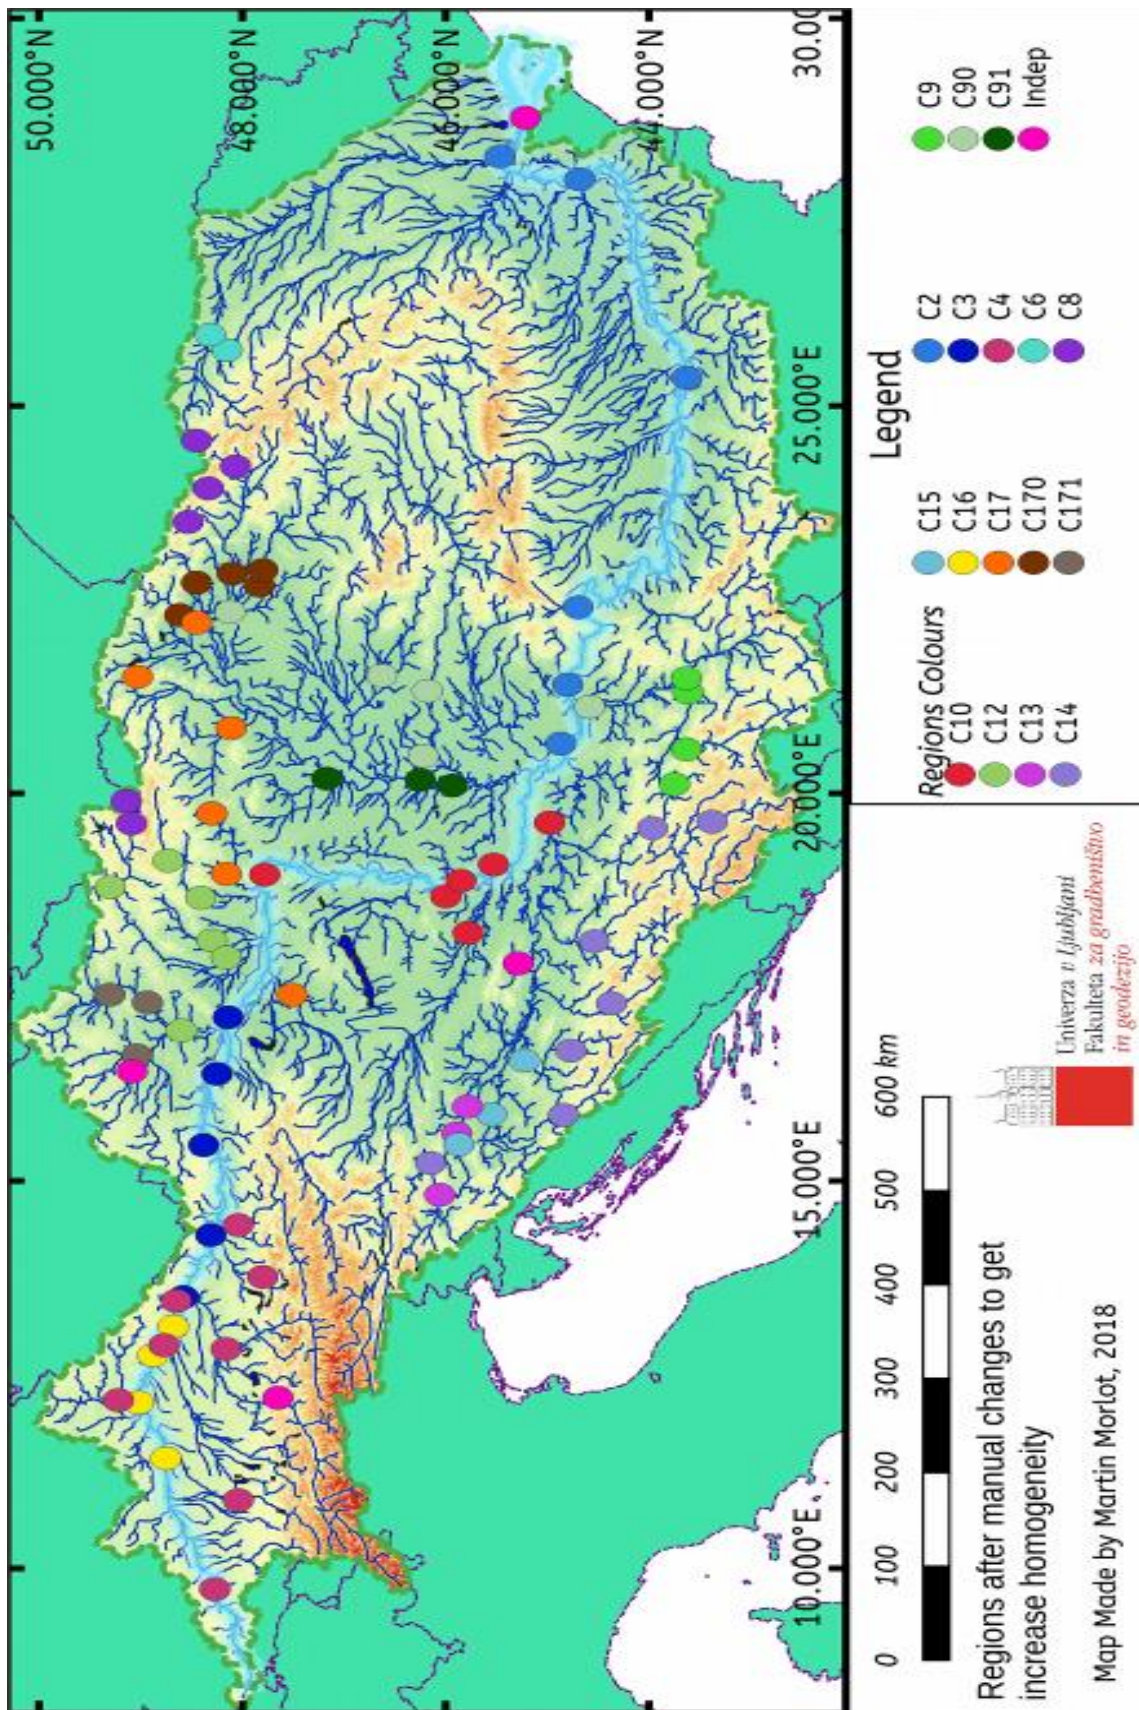 50.000°N
48.000°N
46.000°N
44.000°N
10.000°E
15.000°E
20.000°E
25.000°E
30.00
Legend
Regions Colours
C10
C12
C13
C14
C15
C16
C17
C170
C171
C2
C3
C4
C6
C8
C9
C90
C91
Indep
0 100 200 300 400 500 600 km
Regions after manual changes to get
increase homogeneity
Map Made by Martin Morlot, 2018
Univerza v Ljubljani
Fakulteta za gradbeništvo
in geodezijo